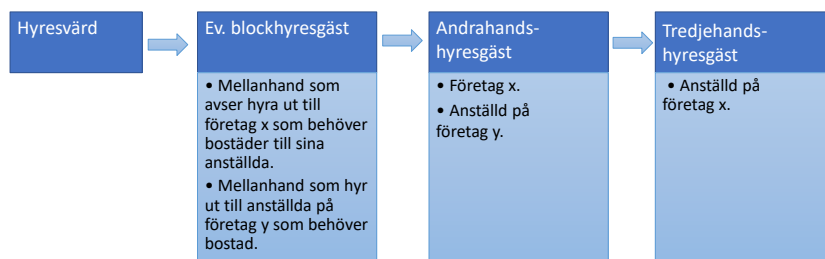 Hyresvärd
Ev. blockhyresgäst
• Mellanhand som
avser hyra ut till
företag x som behöver
bostäder till sina
anställda.
• Mellanhand som hyr
ut till anställda på
företag y som behöver
bostad.
Andrahands-
hyresgäst
• Företag x.
• Anställd på
företag y.
Tredjehands-
hyresgäst
• Anställd på
företag x.